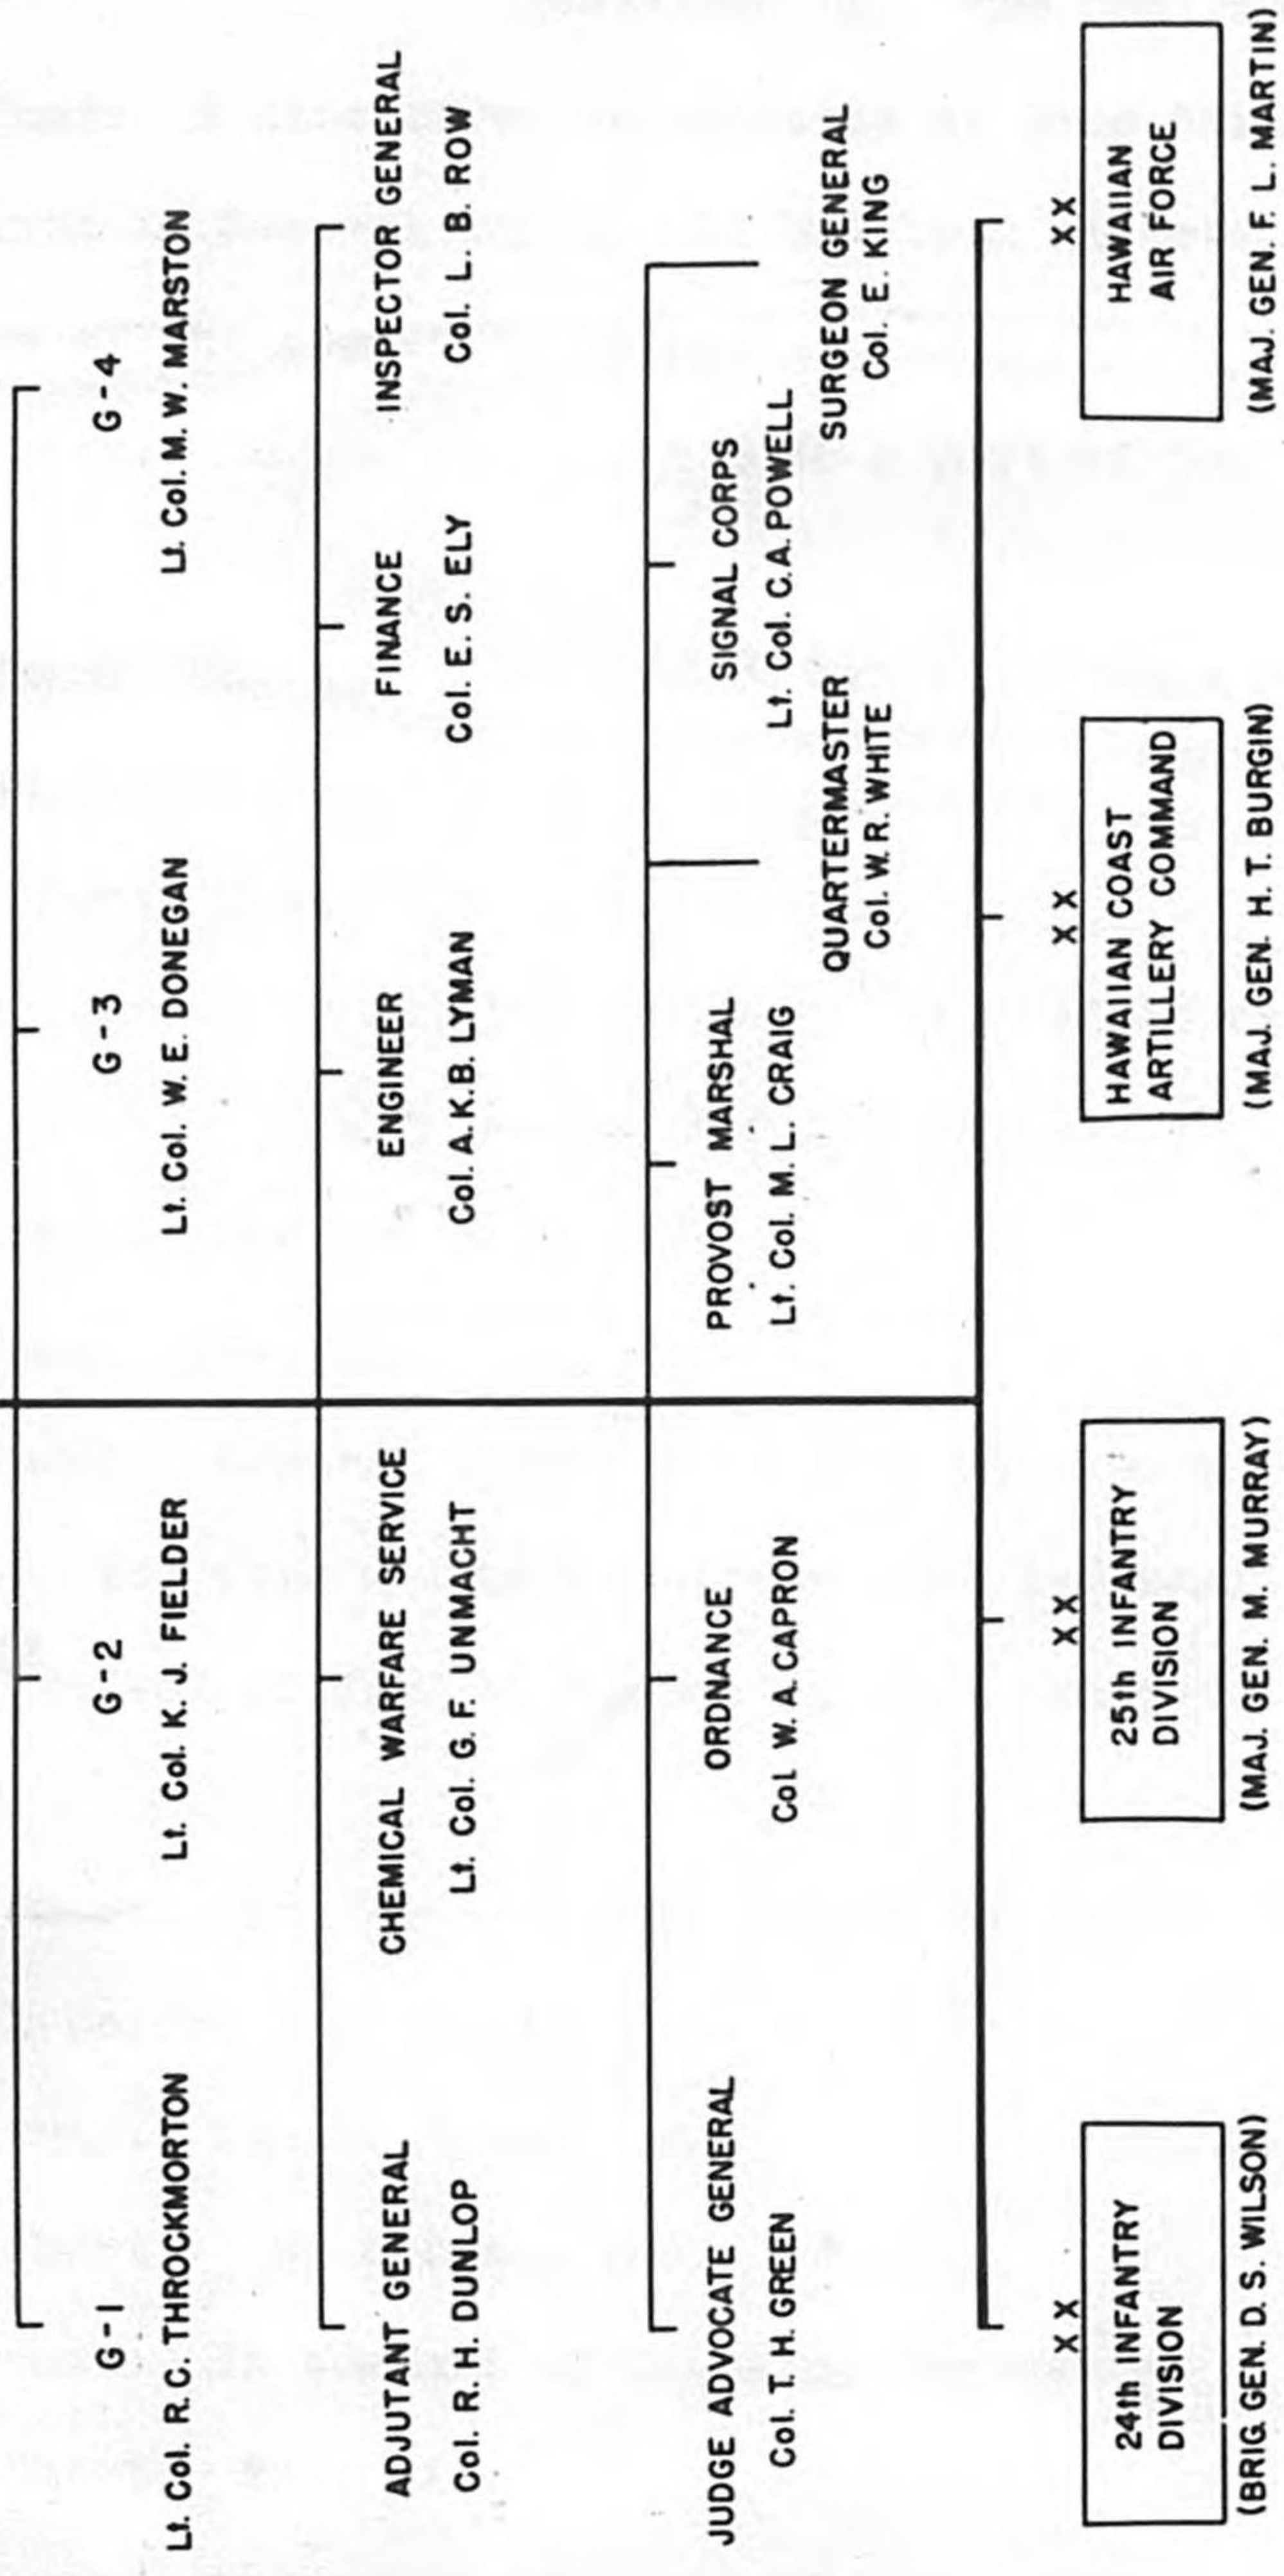 G-1
Lt. Col. R.C. THROCKMORTON
G-2
Lt. Col. K. J. FIELDER
G-3
Lt. Col. W. E. DONEGAN
G-4
Lt. Col. M. W. MARSTON
ADJUTANT GENERAL
Col. R. H. DUNLOP
CHEMICAL WARFARE SERVICE
Lt. Col. G. F. UNMACHT
ENGINEER
Col. A.K.B. LYMAN
FINANCE
Col. E. S. ELY
INSPECTOR GENERAL
Col. L. B. ROW
JUDGE ADVOCATE GENERAL
Col. T. H. GREEN
ORDNANCE
Col W. A. CAPRON
PROVOST MARSHAL
Lt. Col. M. L. CRAIG
QUARTERMASTER
Col. W. R. WHITE
SIGNAL CORPS
Lt. Col. C. A. POWELL
SURGEON GENERAL
Col. E. KING
XX
24th INFANTRY
DIVISION
(BRIG. GEN. D. S. WILSON)
XX
25th INFANTRY
DIVISION
(MAJ. GEN. M. MURRAY)
XX
HAWAIIAN COAST
ARTILLERY COMMAND
(MAJ. GEN. H. T. BURGIN)
XX
HAWAIIAN
AIR FORCE
(MAJ. GEN. F. L. MARTIN)